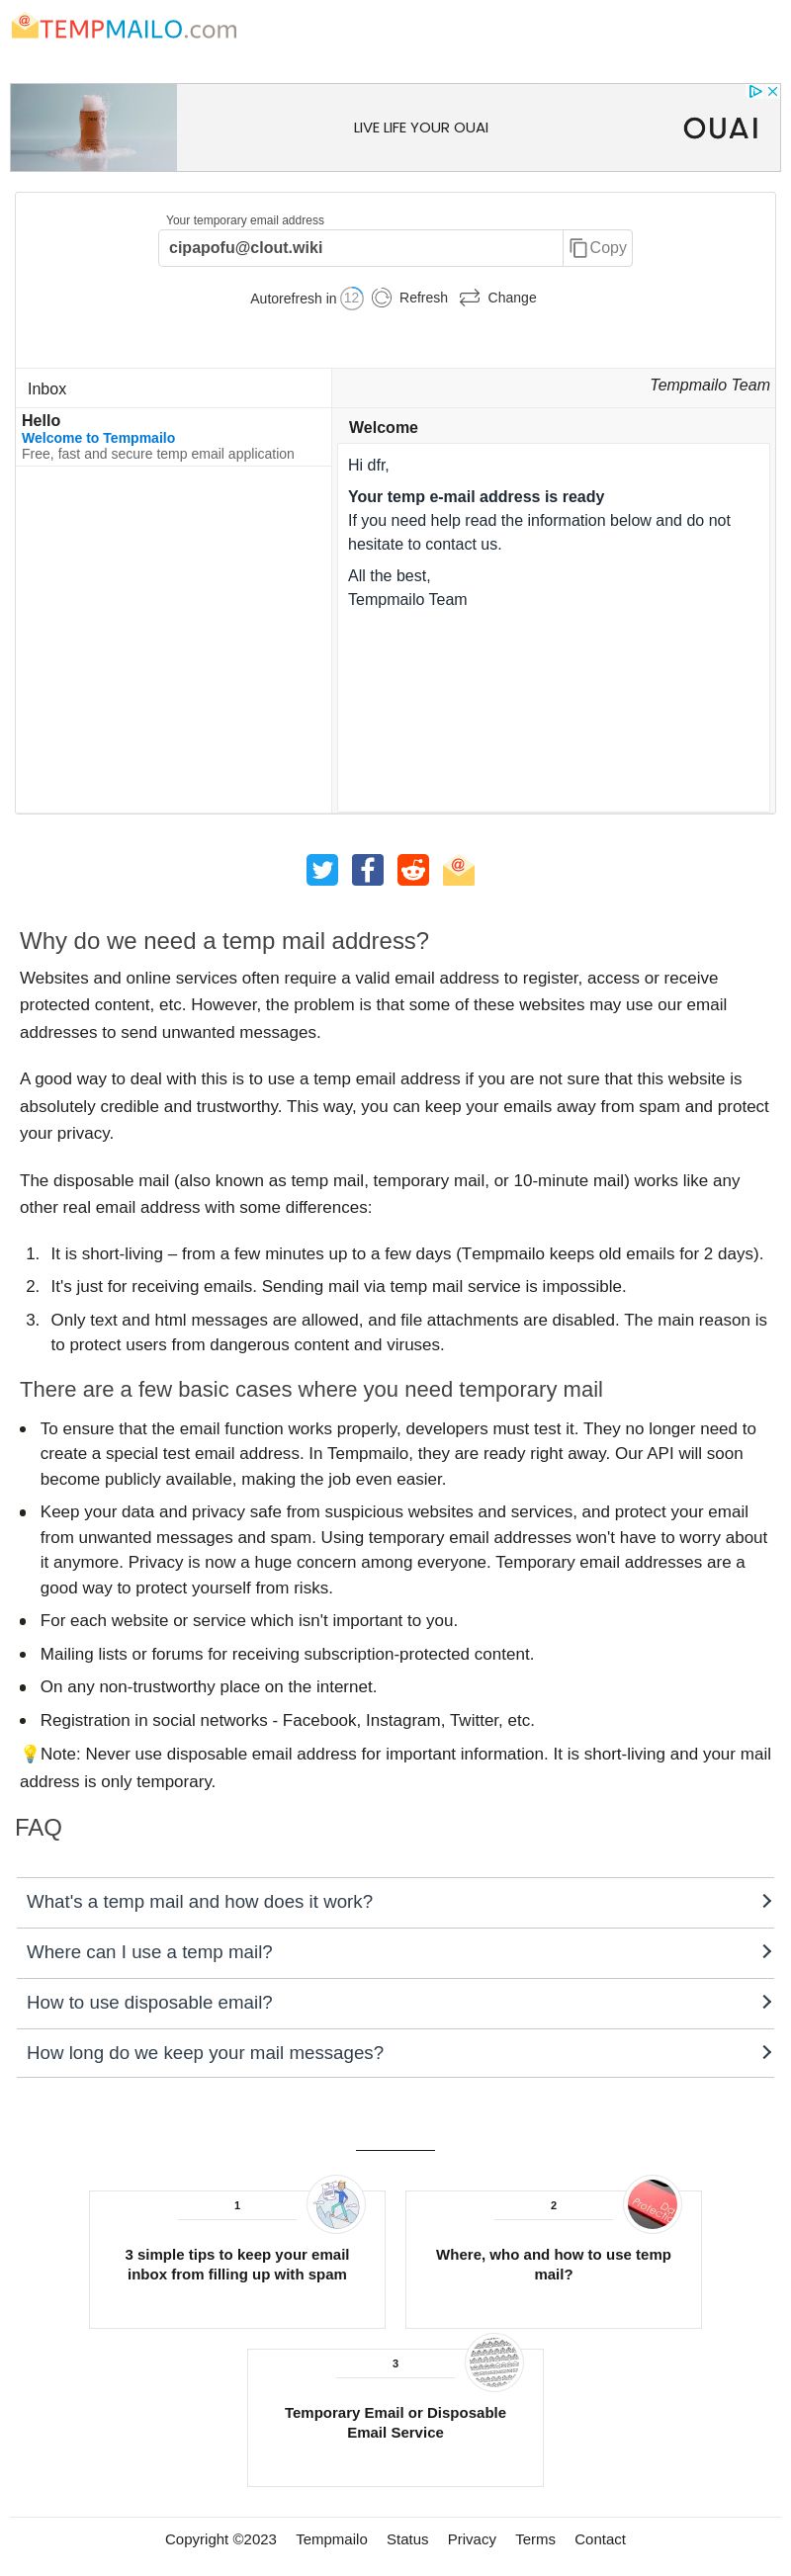 TEMPMAILO.com
LIVE LIFE YOUR OUAI
OUAI
OUAI
Your temporary email address
cipapofu@clout.wiki
Copy
Autorefresh in 12 Refresh Change
Inbox
Tempmailo Team
Hello
Welcome to Tempmailo
Free, fast and secure temp email application
Welcome
Hi dfr,
Your temp e-mail address is ready
If you need help read the information below and do not
hesitate to contact us.
All the best,
Tempmailo Team
Why do we need a temp mail address?
Websites and online services often require a valid email address to register, access or receive
protected content, etc. However, the problem is that some of these websites may use our email
addresses to send unwanted messages.
A good way to deal with this is to use a temp email address if you are not sure that this website is
absolutely credible and trustworthy. This way, you can keep your emails away from spam and protect
your privacy.
The disposable mail (also known as temp mail, temporary mail, or 10-minute mail) works like any
other real email address with some differences:
1. It is short-living – from a few minutes up to a few days (Tempmailo keeps old emails for 2 days).
2. It's just for receiving emails. Sending mail via temp mail service is impossible.
3. Only text and html messages are allowed, and file attachments are disabled. The main reason is
to protect users from dangerous content and viruses.
There are a few basic cases where you need temporary mail
• To ensure that the email function works properly, developers must test it. They no longer need to
create a special test email address. In Tempmailo, they are ready right away. Our API will soon
become publicly available, making the job even easier.
• Keep your data and privacy safe from suspicious websites and services, and protect your email
from unwanted messages and spam. Using temporary email addresses won't have to worry about
it anymore. Privacy is now a huge concern among everyone. Temporary email addresses are a
good way to protect yourself from risks.
• For each website or service which isn't important to you.
• Mailing lists or forums for receiving subscription-protected content.
• On any non-trustworthy place on the internet.
• Registration in social networks - Facebook, Instagram, Twitter, etc.
💡Note: Never use disposable email address for important information. It is short-living and your mail
address is only temporary.
FAQ
What's a temp mail and how does it work?
Where can I use a temp mail?
How to use disposable email?
How long do we keep your mail messages?
1
3 simple tips to keep your email
inbox from filling up with spam
2
Where, who and how to use temp
mail?
3
Temporary Email or Disposable
Email Service
Copyright ©2023 Tempmailo Status Privacy Terms Contact